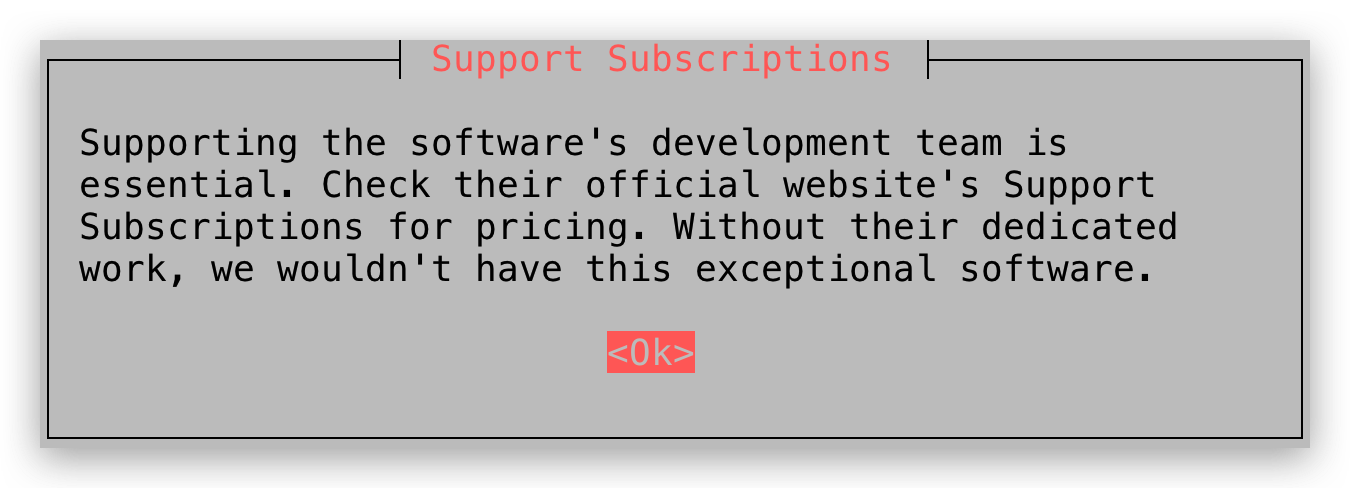 Support Subscriptions
Supporting the software's development team is
essential. Check their official website's Support
Subscriptions for pricing. Without their dedicated
work, we wouldn't have this exceptional software.
<Ok>